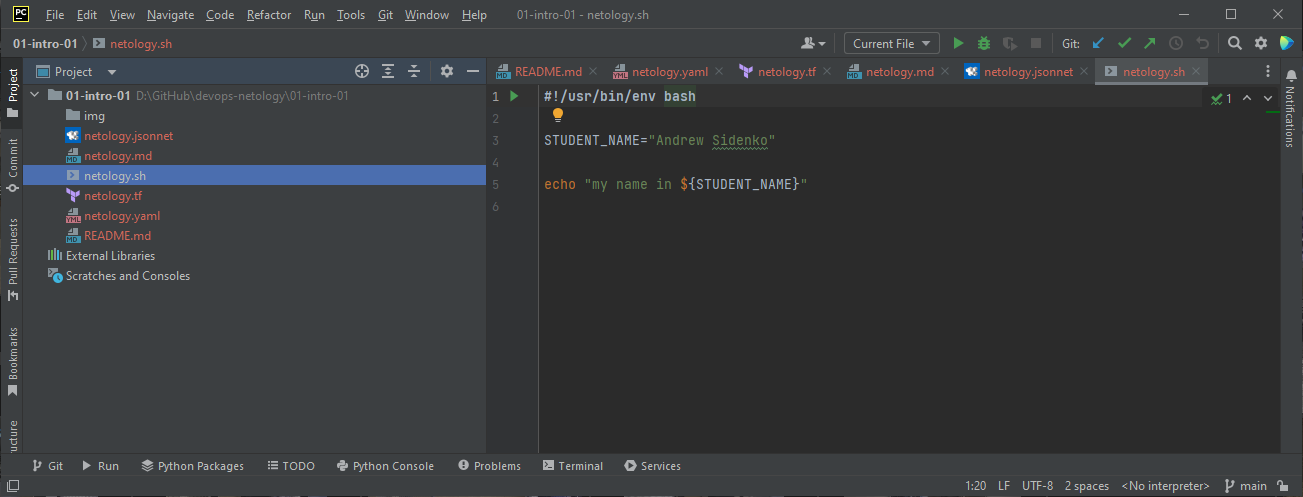 PC File Edit View Navigate Code Refactor Run Tools Git Window Help 01-intro-01 - netology.sh
01-intro-01 netology.sh Current File Git:
Project
README.md netology.yaml netology.tf netology.md netology.jsonnet netology.sh
Project
Commit
Pull Requests
Bookmarks
ucture
01-intro-01 D:\GitHub\devops-netology\01-intro-01
img
netology.jsonnet
MD netology.md
netology.sh
netology.tf
YML netology.yaml
MD README.md
External Libraries
Scratches and Consoles
1 #!/usr/bin/env bash
2
3 STUDENT_NAME="Andrew Sidenko"
4
5 echo "my name in ${STUDENT_NAME}"
6
1
Notifications
Git Run Python Packages TODO Python Console Problems Terminal Services
1:20 LF UTF-8 2 spaces <No interpreter> main